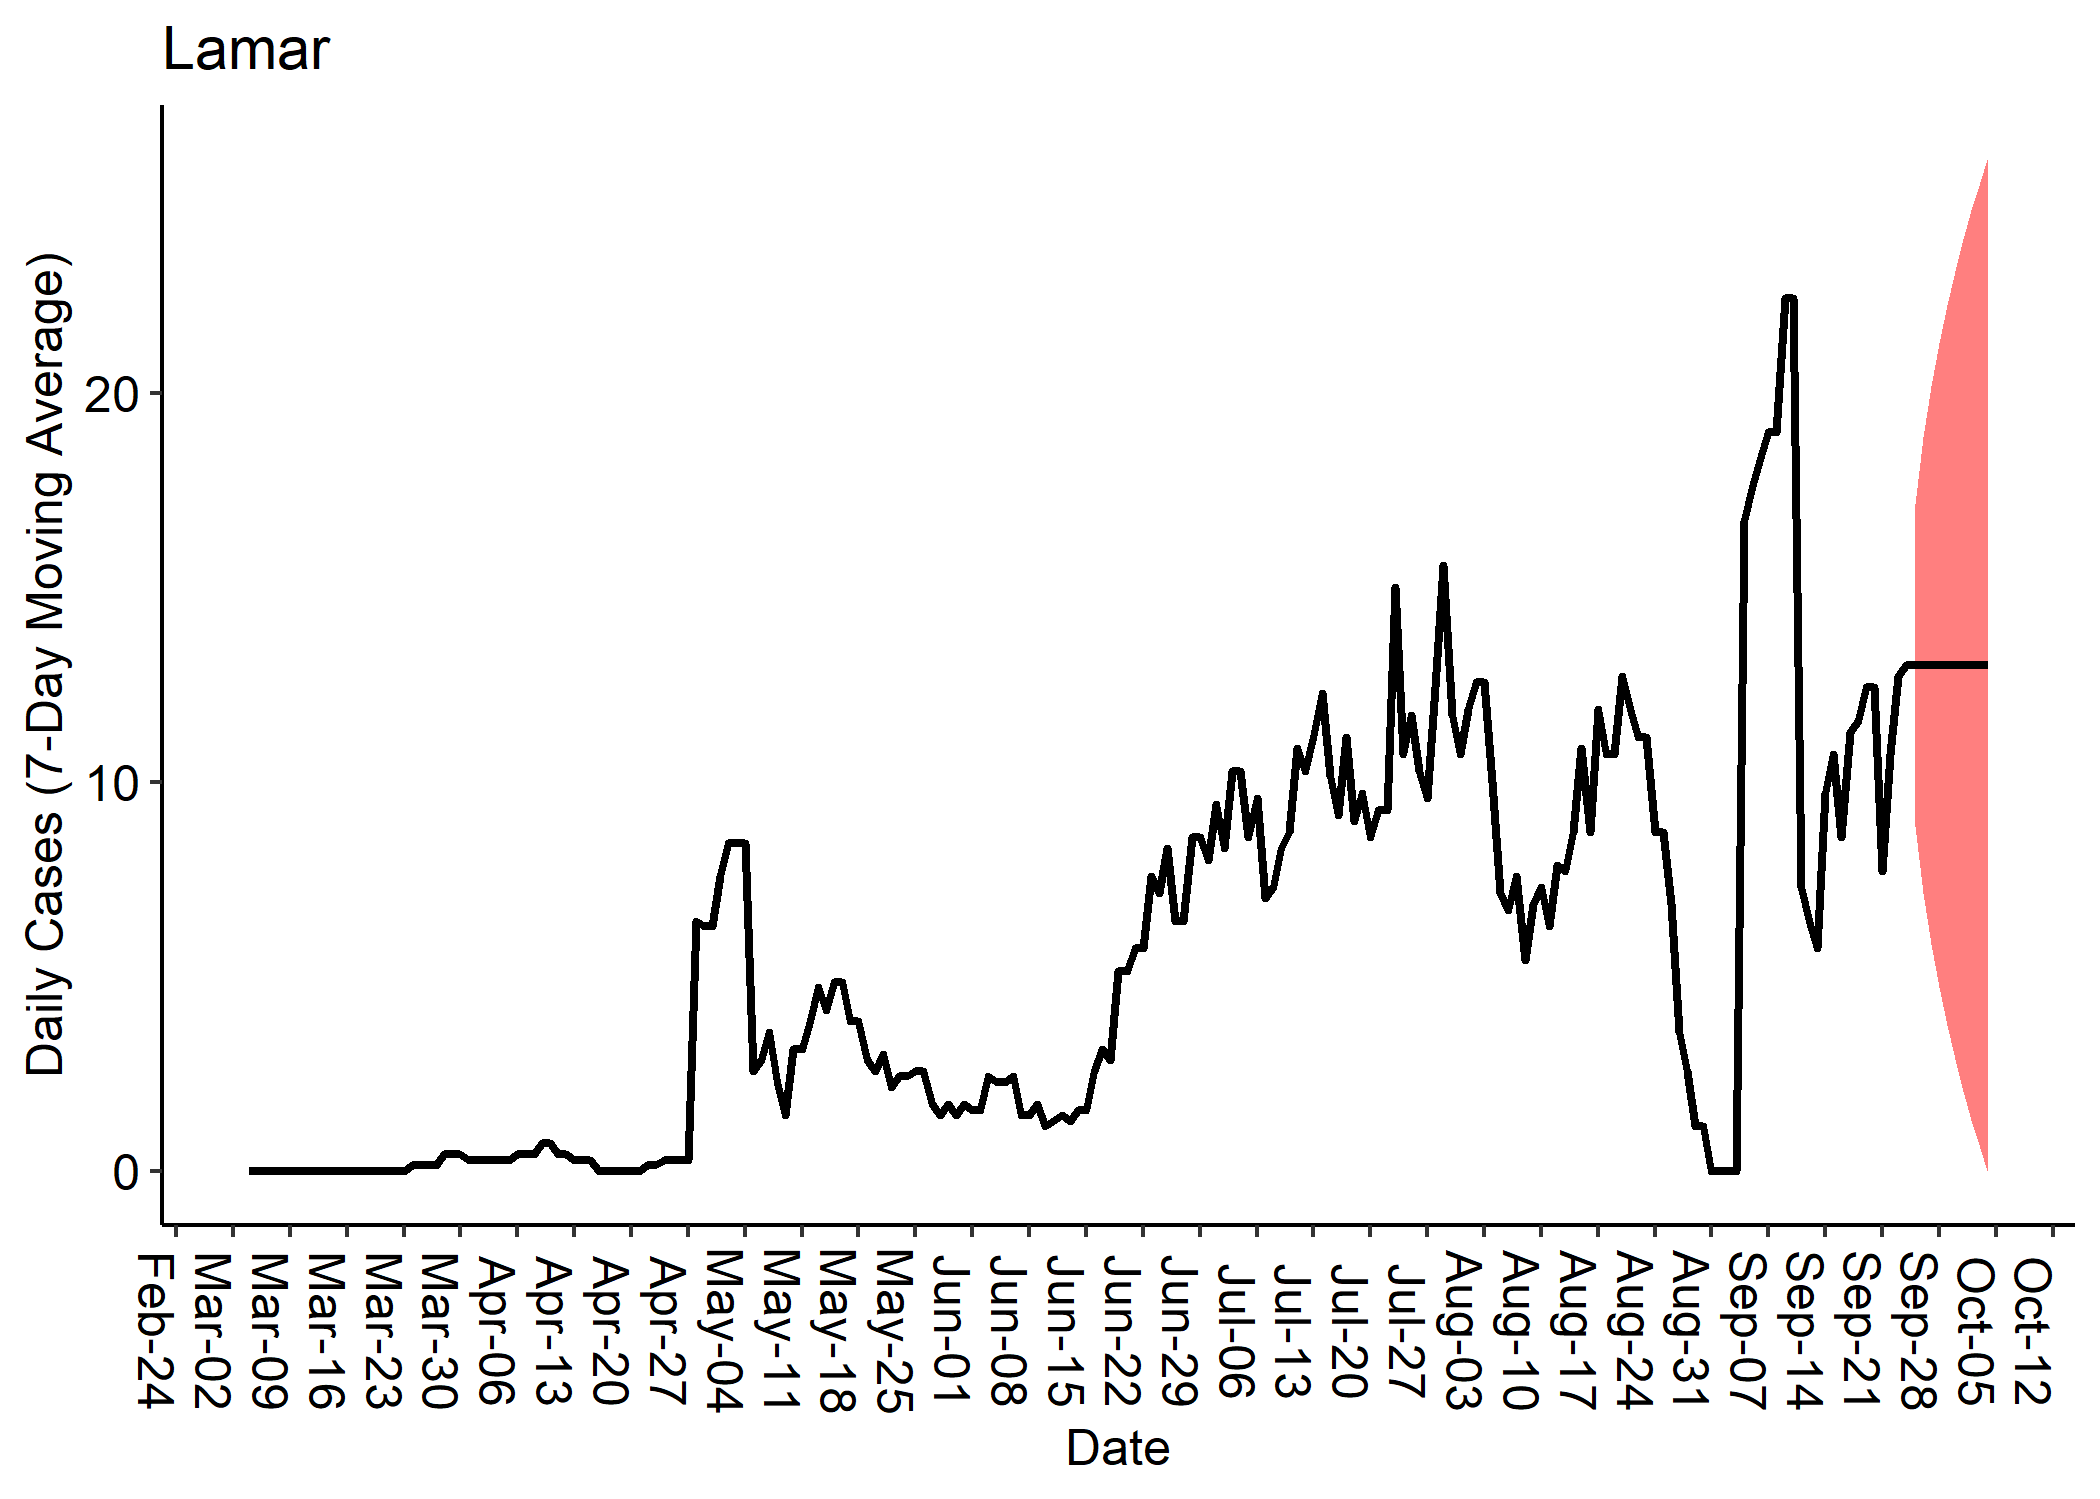 Lamar
Daily Cases (7-Day Moving Average)
20
10
0
Feb-24
Mar-02
Mar-09
Mar-16
Mar-23
Mar-30
Apr-06
Apr-13
Apr-20
Apr-27
May-04
May-11
May-18
May-25
Jun-01
Jun-08
Jun-15
Jun-22
Jun-29
Jul-06
Jul-13
Jul-20
Jul-27
Aug-03
Aug-10
Aug-17
Aug-24
Aug-31
Sep-07
Sep-14
Sep-21
Sep-28
Oct-05
Oct-12
Date